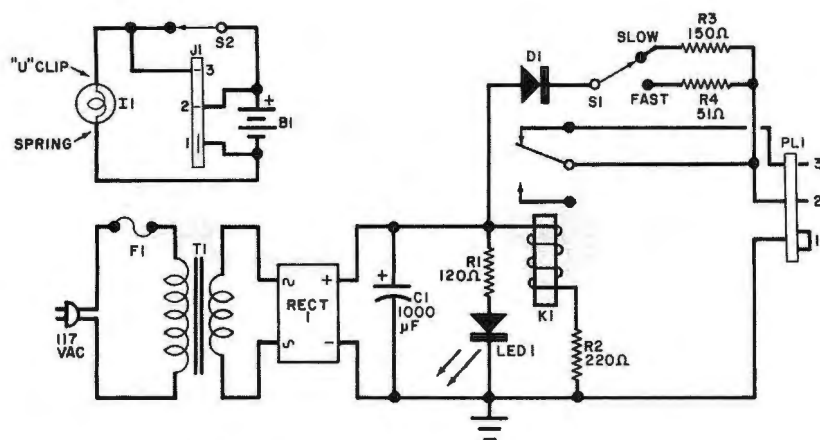 "U" CLIP
I1
SPRING
S2
J1
3
2
1
+
B1
D1
SLOW
S1
FAST
R3
150Ω
R4
51Ω
PL1
3
2
1
F1
T1
117
VAC
RECT
1
+
+
C1
1000
µF
R1
120Ω
LED1
K1
R2
220Ω